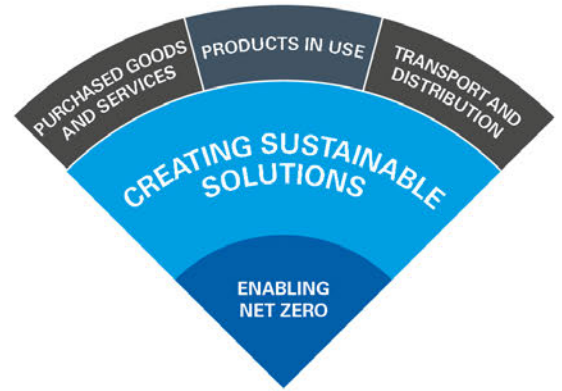 PURCHASED GOODS
AND SERVICES
PRODUCTS IN USE
TRANSPORT AND
DISTRIBUTION
CREATING SUSTAINABLE
SOLUTIONS
ENABLING
NET ZERO